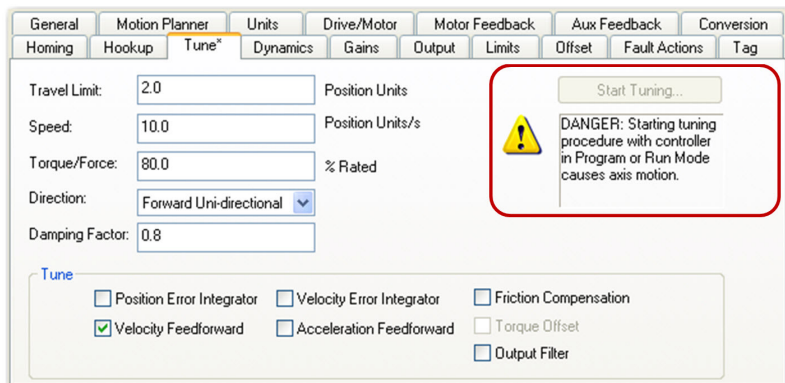 General Motion Planner Units Drive/Motor Motor Feedback Aux Feedback Conversion
Homing Hookup Tune* Dynamics Gains Output Limits Offset Fault Actions Tag
Travel Limit: 2.0 Position Units
Start Tuning...
Speed: 10.0 Position Units/s
DANGER: Starting tuning
procedure with controller
in Program or Run Mode
causes axis motion.
Torque/Force: 80.0 % Rated
Direction: Forward Uni-directional
Damping Factor: 0.8
Tune
Position Error Integrator Velocity Error Integrator Friction Compensation
Velocity Feedforward Acceleration Feedforward Torque Offset
Output Filter